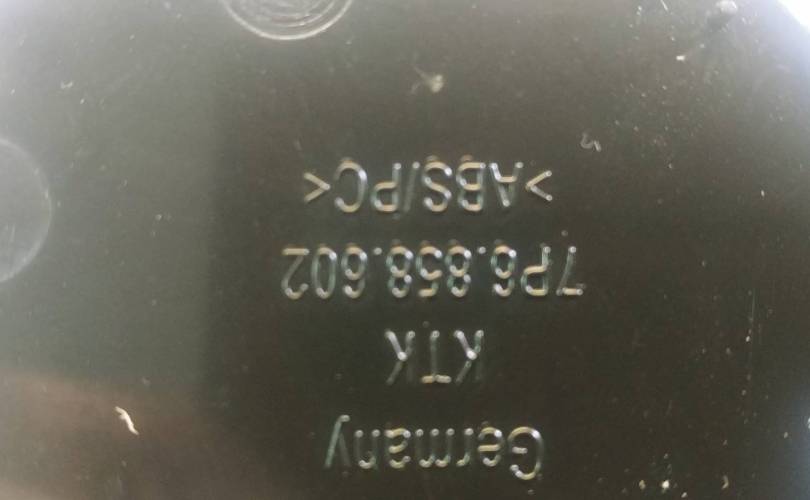 Germany
KTK
7P6.858.602
>ABS/PC<